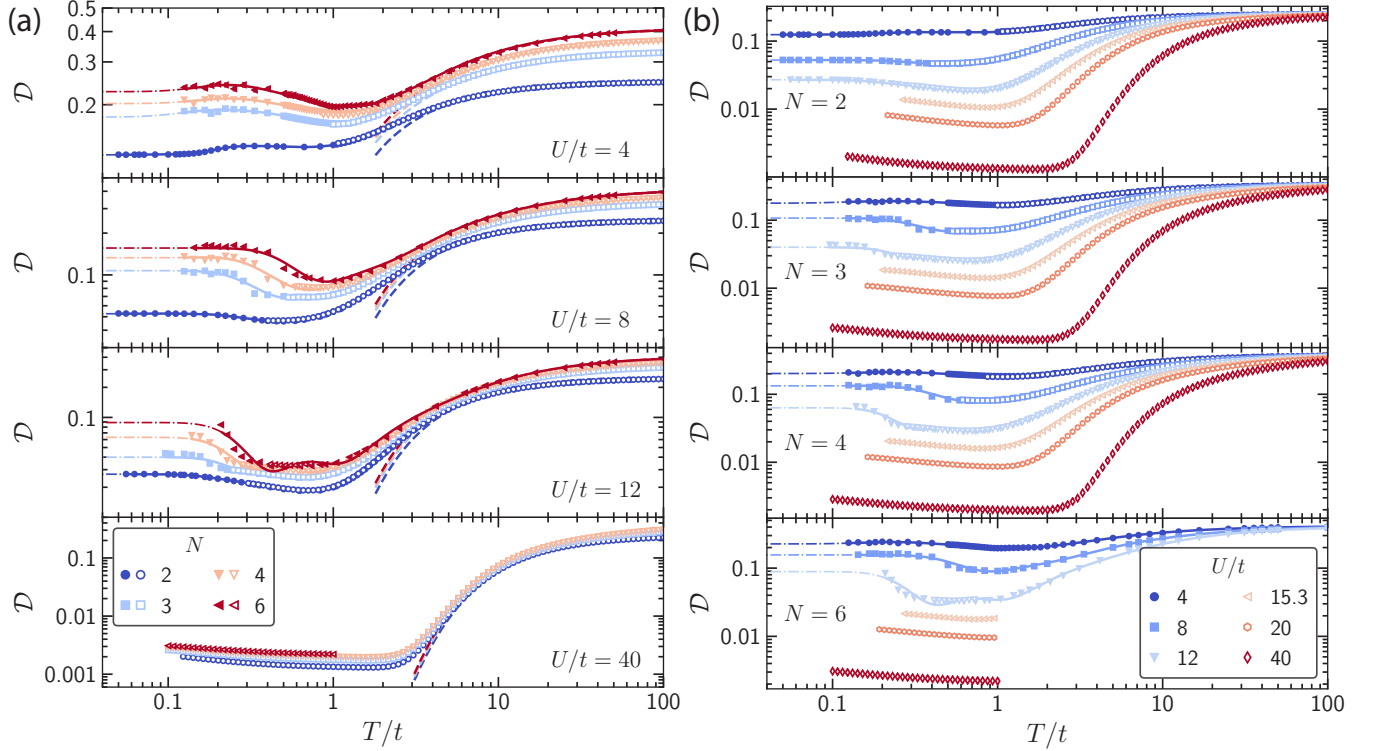 (a)
0.5
0.4
0.3
0.2
𝒟
U/t = 4
0.1
𝒟
U/t = 8
0.1
𝒟
U/t = 12
0.1
0.01
0.001
𝒟
N
2
4
3
6
U/t = 40
0.1
1
10
100
T/t
(b)
0.1
0.01
𝒟
N = 2
0.1
0.01
𝒟
N = 3
0.1
0.01
𝒟
N = 4
0.1
0.01
𝒟
N = 6
U/t
4
15.3
8
20
12
40
0.1
1
10
100
T/t